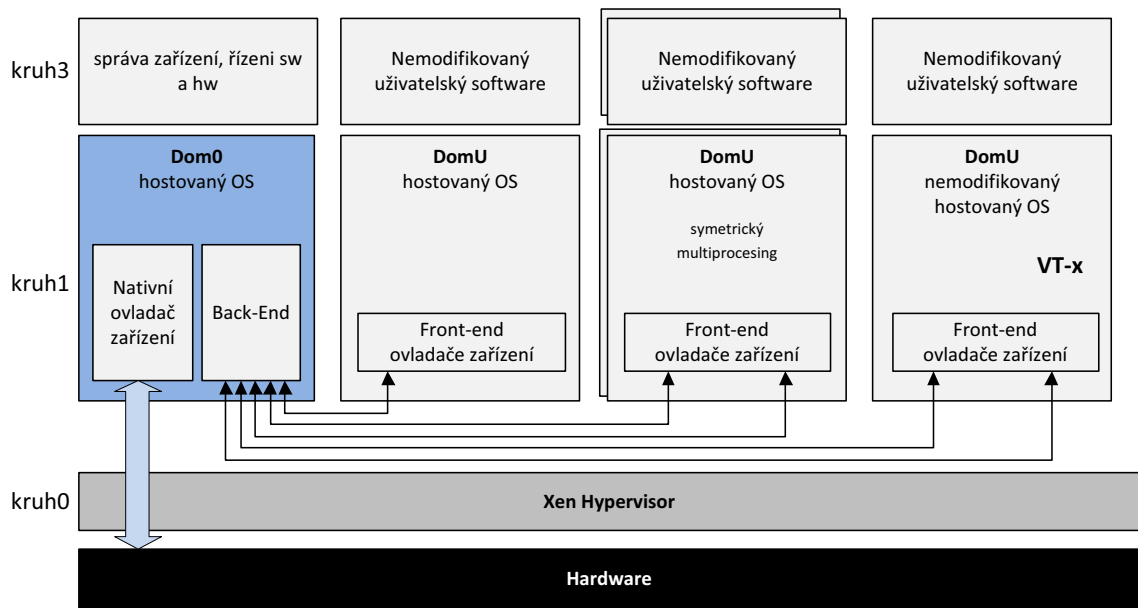 kruh3
správa zařízení, řízeni sw
a hw
Nemodifikovaný
uživatelský software
Nemodifikovaný
uživatelský software
Nemodifikovaný
uživatelský software
kruh1
Dom0
hostovaný OS
Nativní
ovladač
zařízení
Back-End
DomU
hostovaný OS
Front-end
ovladače zařízení
DomU
hostovaný OS
symetrický
multiprocesing
Front-end
ovladače zařízení
DomU
nemodifikovaný
hostovaný OS
VT-x
Front-end
ovladače zařízení
kruh0
Xen Hypervisor
Hardware